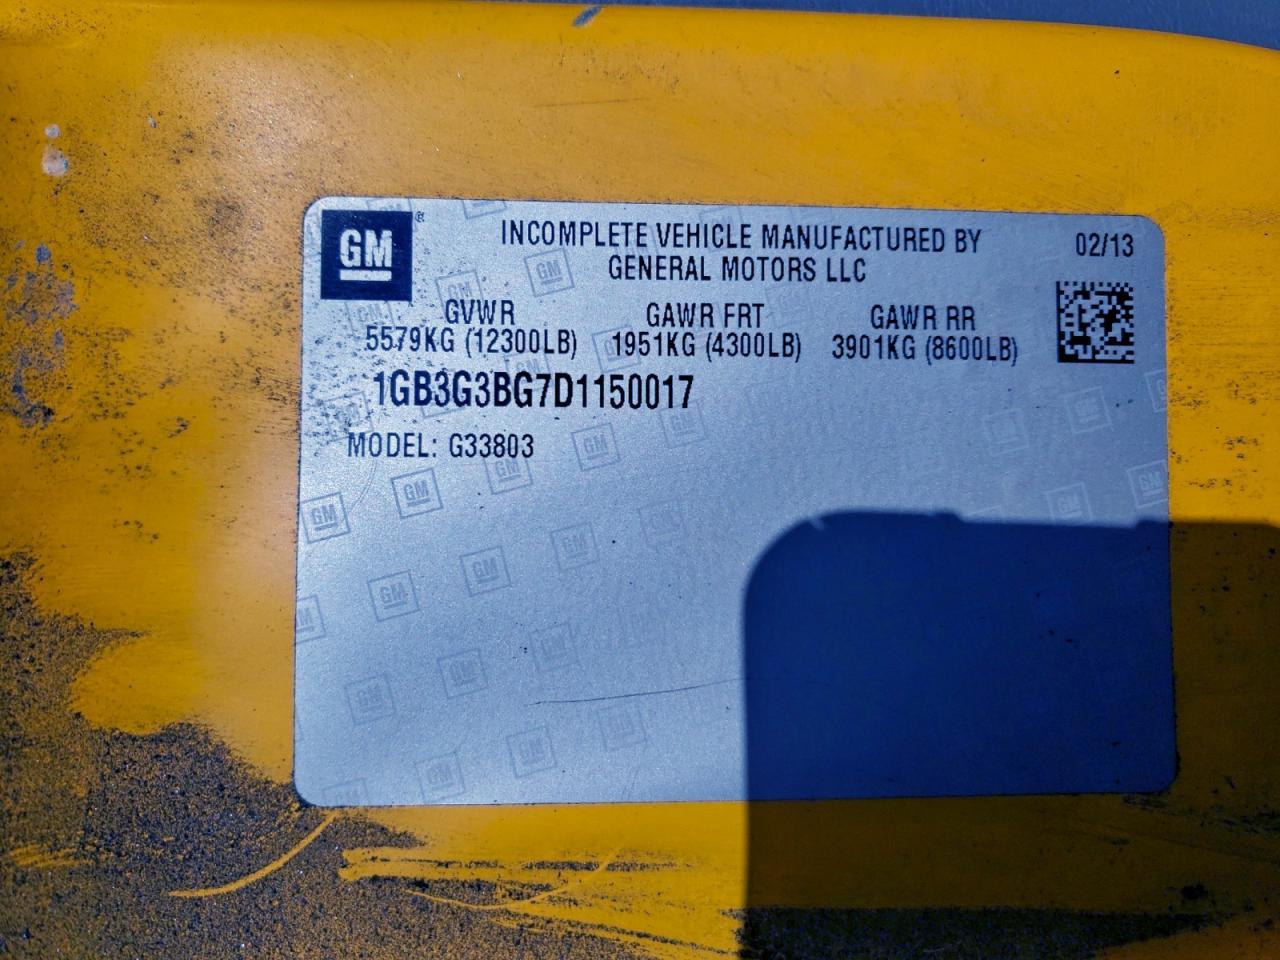 GM ®
INCOMPLETE VEHICLE MANUFACTURED BY
GENERAL MOTORS LLC
02/13
GVWR GAWR FRT GAWR RR
5579KG (12300LB) 1951KG (4300LB) 3901KG (8600LB)
1GB3G3BG7D1150017
MODEL: G33803